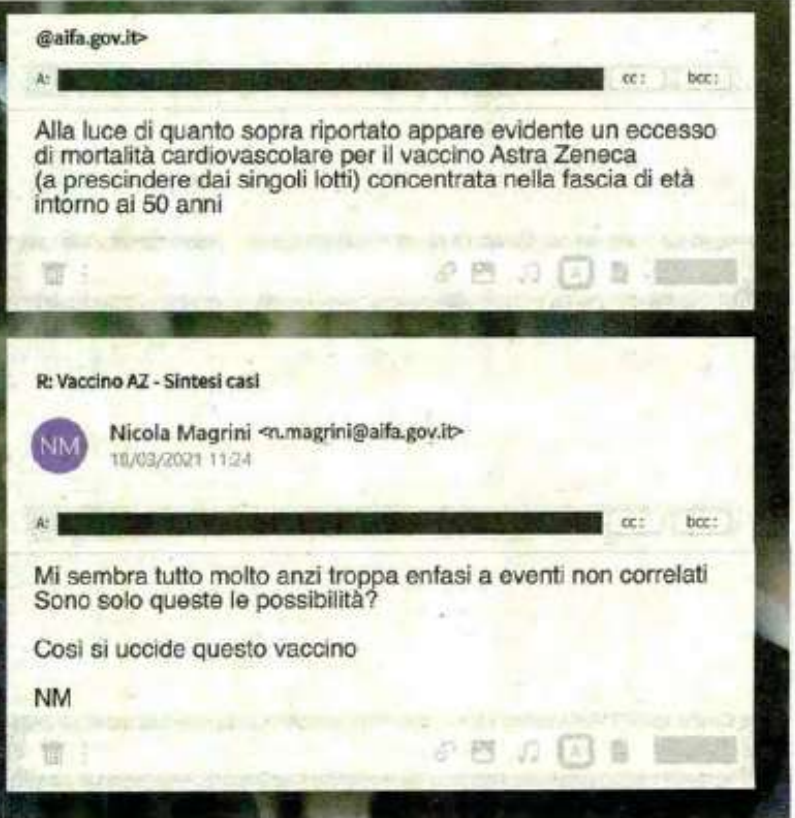 @aifa.gov.it>
A: cc: bcc:
Alla luce di quanto sopra riportato appare evidente un eccesso
di mortalità cardiovascolare per il vaccino Astra Zeneca
(a prescindere dai singoli lotti) concentrata nella fascia di età
intorno ai 50 anni
A
R: Vaccino AZ - Sintesi casi
NM
Nicola Magrini <n.magrini@aifa.gov.it>
18/03/2021 11:24
A: cc: bcc:
Mi sembra tutto molto anzi troppa enfasi a eventi non correlati
Sono solo queste le possibilità?
Così si uccide questo vaccino
NM
A